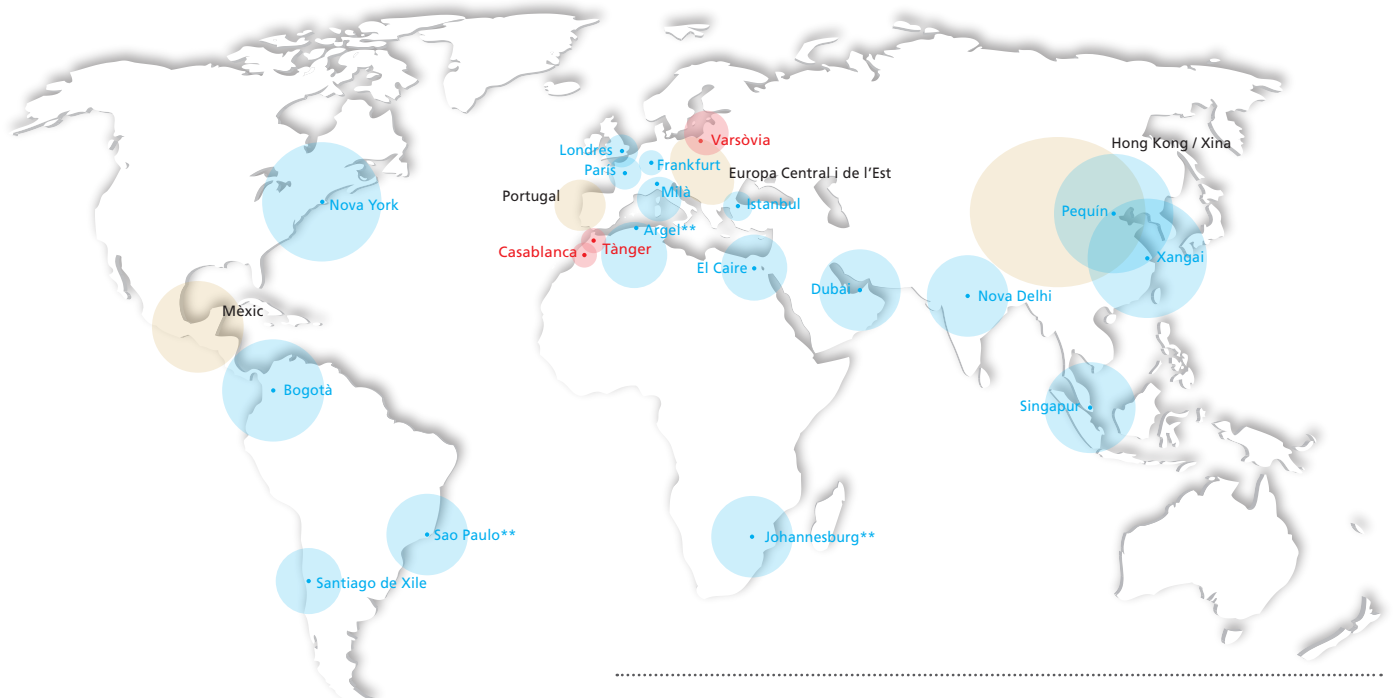 Hong Kong / Xina
Varsòvia
Londres
Frankfurt
París
Europa Central i de l’Est
Milà
Portugal
Istanbul
Nova York
Pequín
Argel**
Tànger
Casablanca
Xangai
El Caire
Dubái
Nova Delhi
Mèxic
Bogotà
Singapur
Sao Paulo**
Johannesburg**
Santiago de Xile